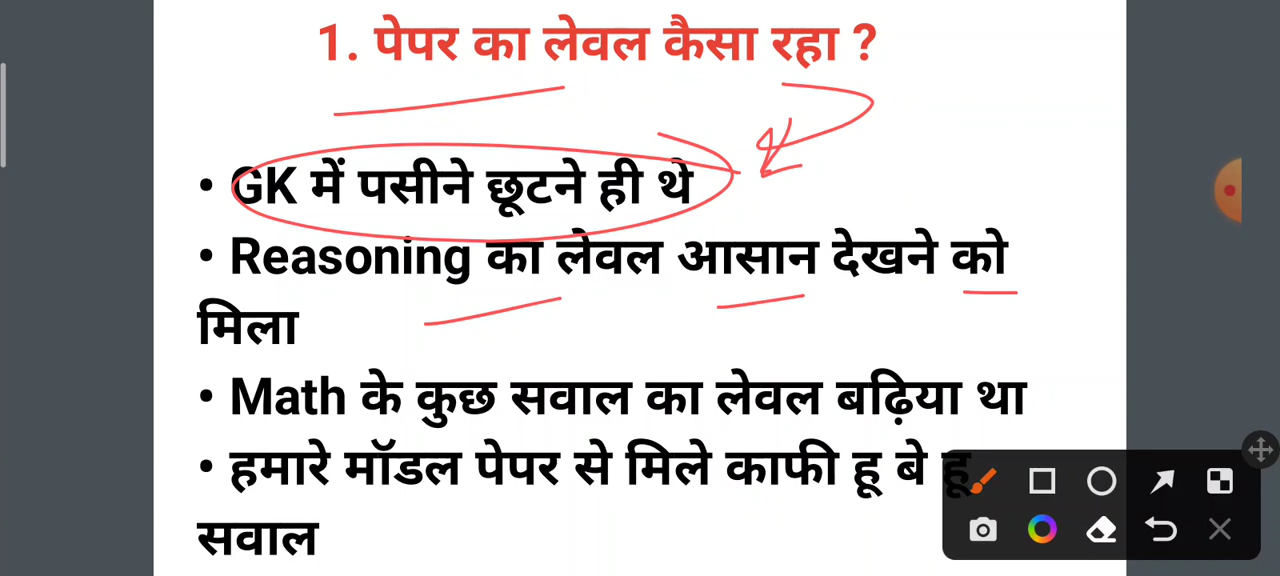 1. पेपर का लेवल कैसा रहा ?
• GK में पसीने छूटने ही थे
• Reasoning का लेवल आसान देखने को
मिला
• Math के कुछ सवाल का लेवल बढ़िया था
• हमारे मॉडल पेपर से मिले काफी हू बे हू
सवाल